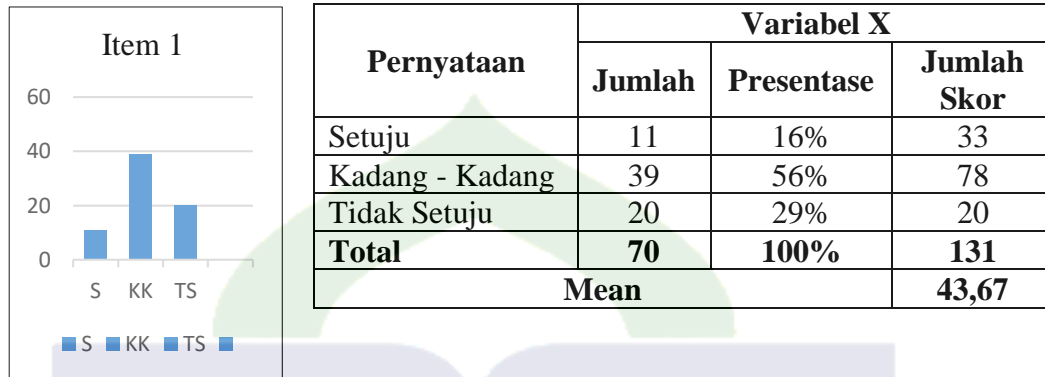 Item 1
60
40
20
0
S KK TS
S KK TS
Variabel X
Pernyataan Jumlah Presentase Jumlah Skor
Setuju 11 16% 33
Kadang - Kadang 39 56% 78
Tidak Setuju 20 29% 20
Total 70 100% 131
Mean 43,67